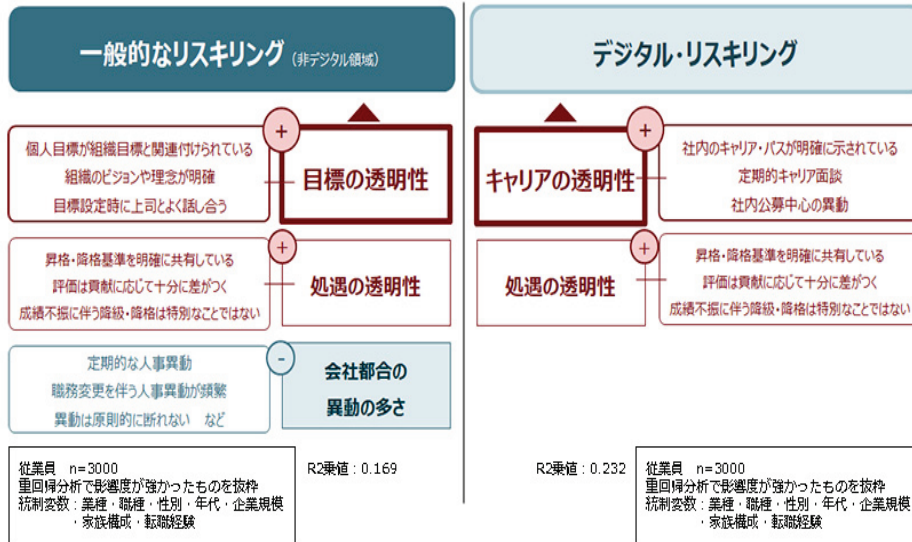 一般的なリスキリング (非デジタル領域)
+
個人目標が組織目標と関連付けられている
組織のビジョンや理念が明確
目標設定時に上司とよく話し合う
目標の透明性
+
昇格・降格基準を明確に共有している
評価は貢献に応じて十分に差がつく
成績不振に伴う降級・降格は特別なことではない
処遇の透明性
-
定期的な人事異動
職務変更を伴う人事異動が頻繁
異動は原則的に断れない など
会社都合の
異動の多さ
従業員 n=3000
重回帰分析で影響度が強かったものを抜粋
統制変数：業種・職種・性別・年代・企業規模
・家族構成・転職経験
R2乗値：0.169
デジタル・リスキリング
キャリアの透明性
+
社内のキャリア・パスが明確に示されている
定期的キャリア面談
社内公募中心の異動
処遇の透明性
+
昇格・降格基準を明確に共有している
評価は貢献に応じて十分に差がつく
成績不振に伴う降級・降格は特別なことではない
R2乗値：0.232
従業員 n=3000
重回帰分析で影響度が強かったものを抜粋
統制変数：業種・職種・性別・年代・企業規模
・家族構成・転職経験